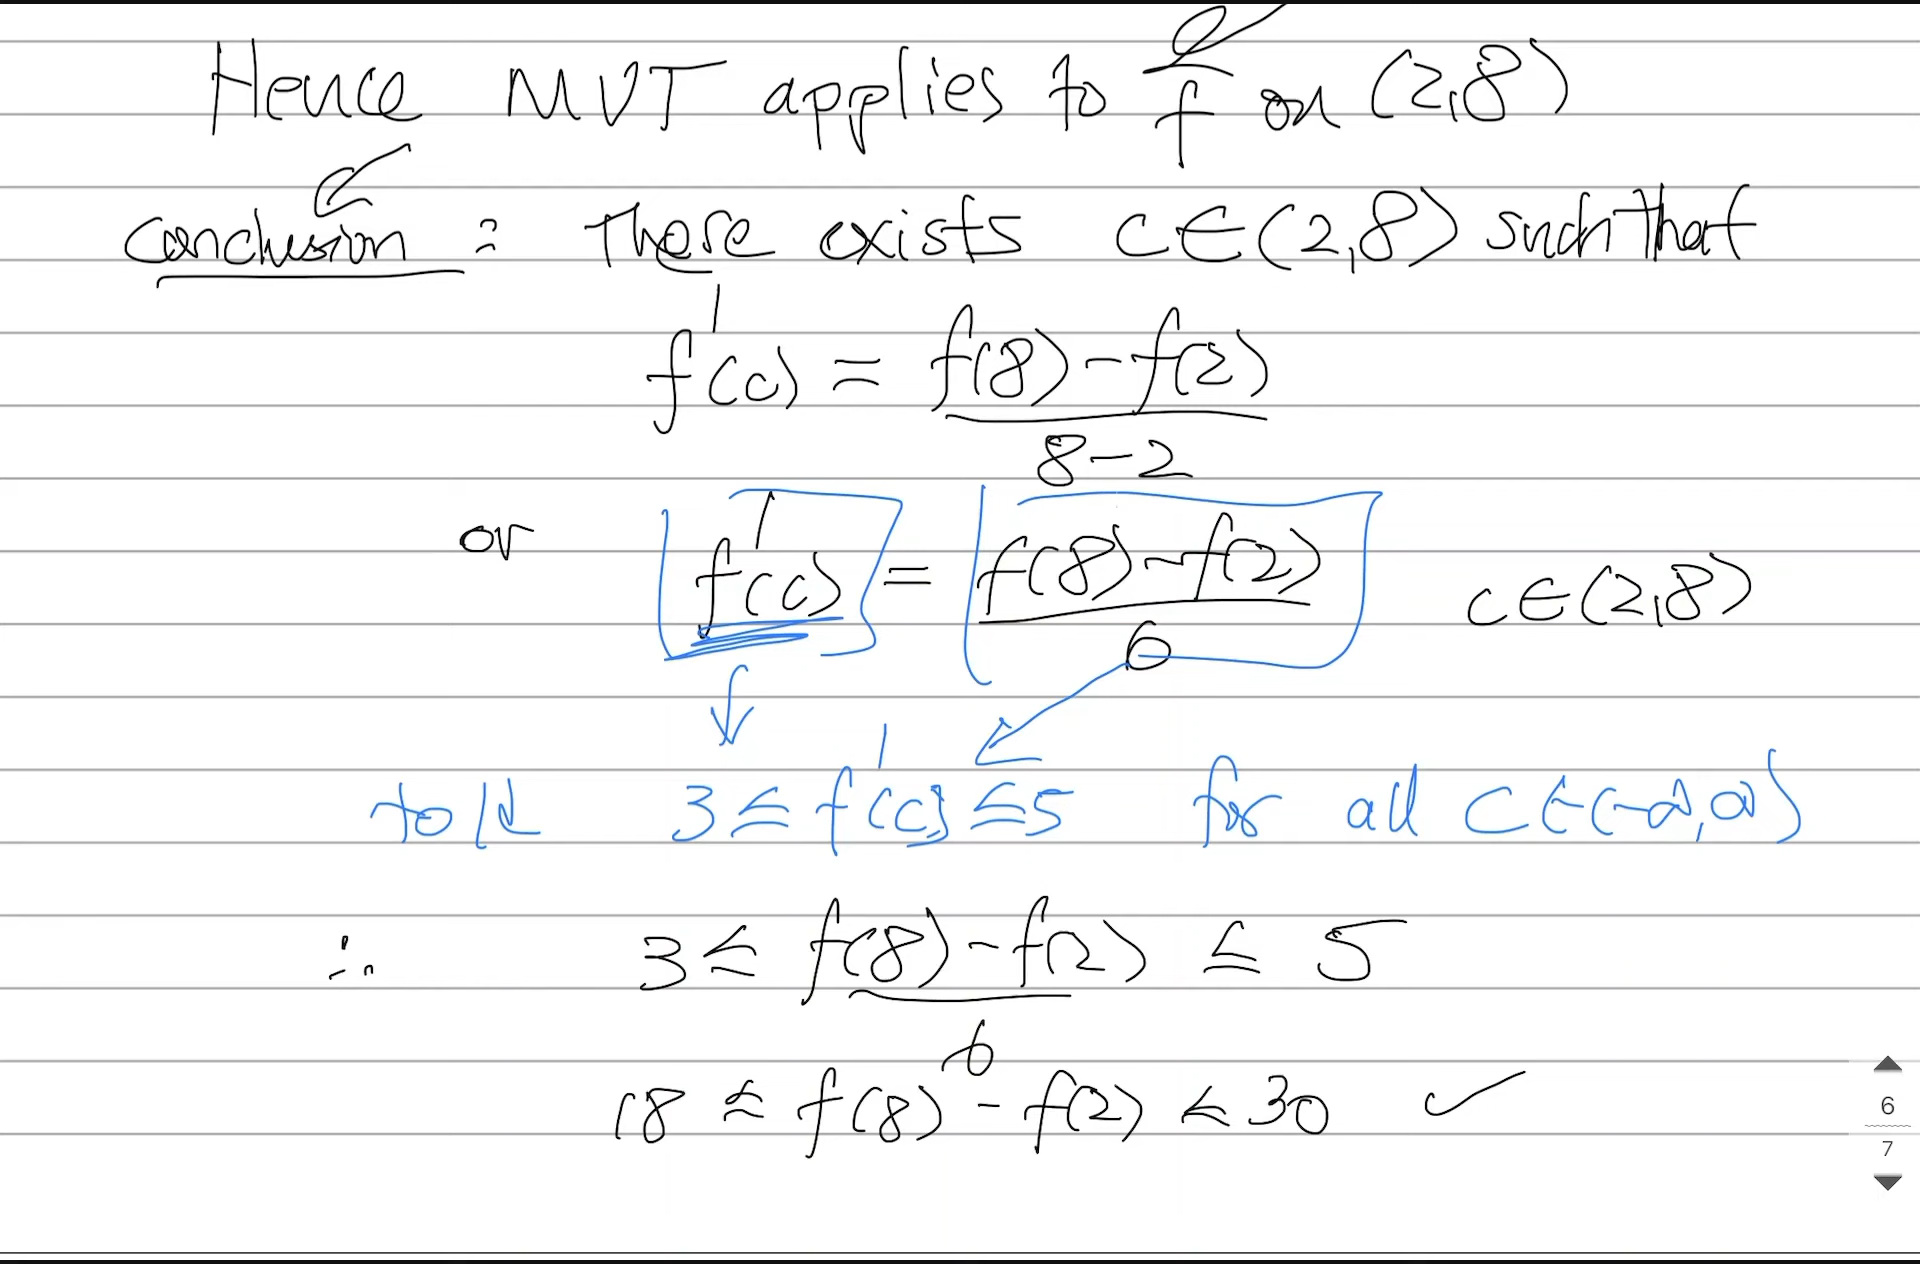 Hence MVT applies to f on (2,8)
Conclusion : There exists c∈(2,8) such that
f'(c) = f(8)-f(2)
8-2
or f'(c) = f(8)-f(2) c∈(2,8)
6
told 3 ≤ f'(c) ≤ 5 for all c∈(-∞,∞)
∴ 3 ≤ f(8)-f(2) ≤ 5
6
18 ≤ f(8) - f(2) ≤ 30 ✓
6
7